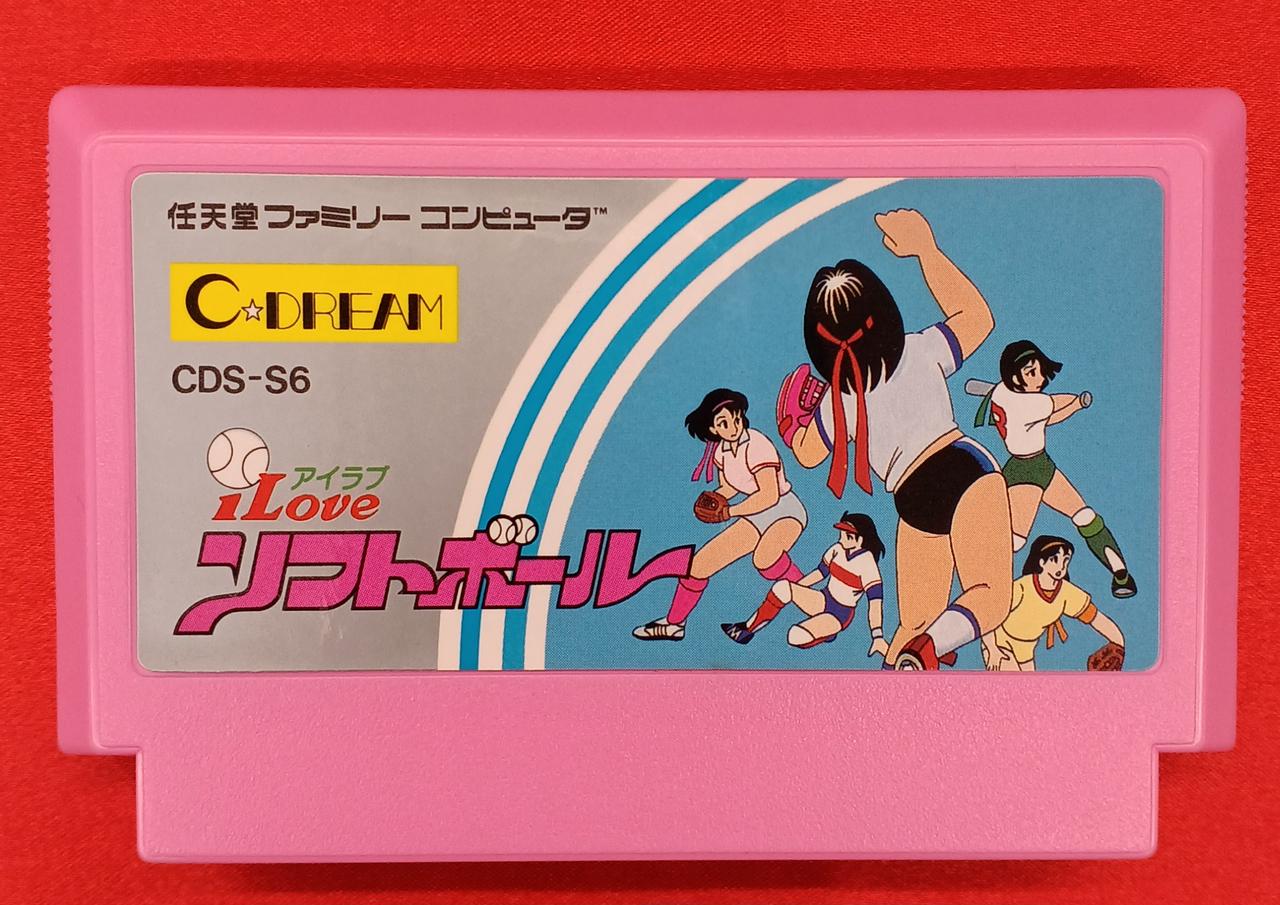 任天堂 ファミリー コンピュータ™
C☆DREAM
CDS-S6
アイラブ
iLove
ソフトボール